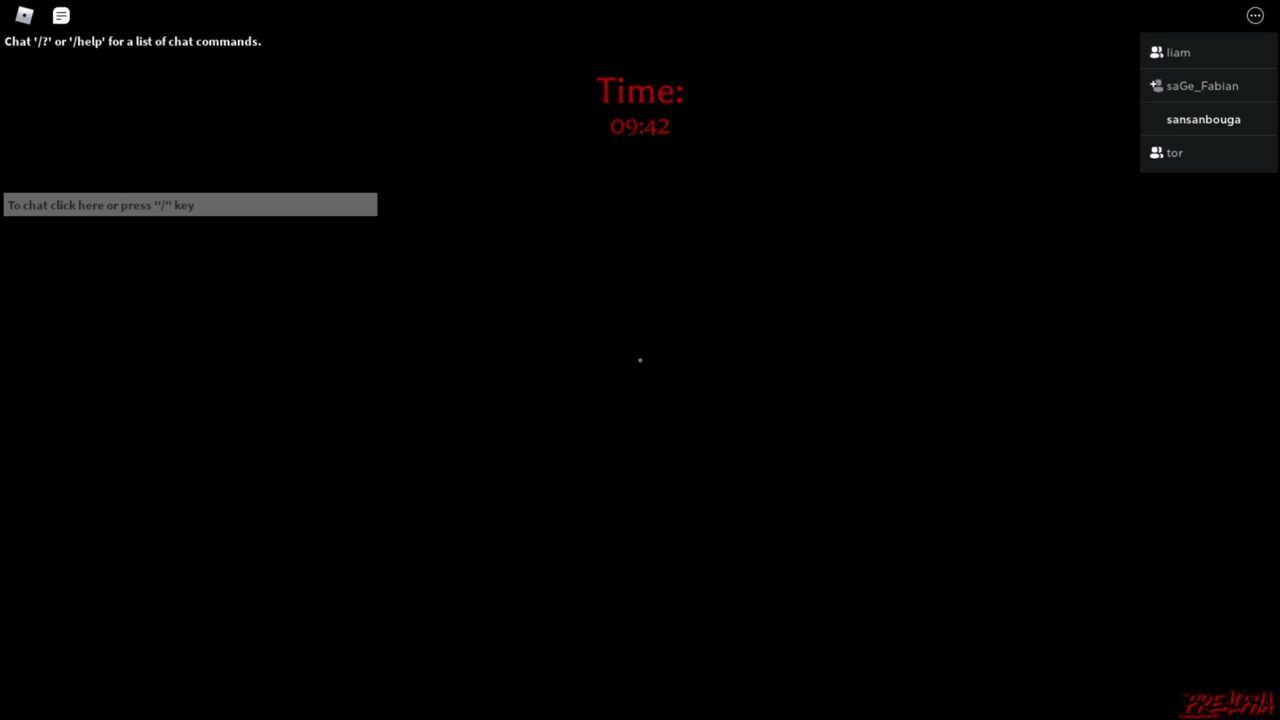 Chat '/?' or '/help' for a list of chat commands.
Time:
09:42
To chat click here or press "/" key
liam
saGe_Fabian
sansanbouga
tor
PREALPHA